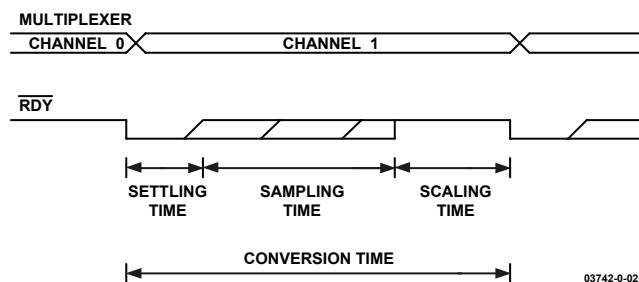 MULTIPLEXER
CHANNEL 0 CHANNEL 1
RDY
SETTLING TIME
SAMPLING TIME
SCALING TIME
CONVERSION TIME
03742-0-02